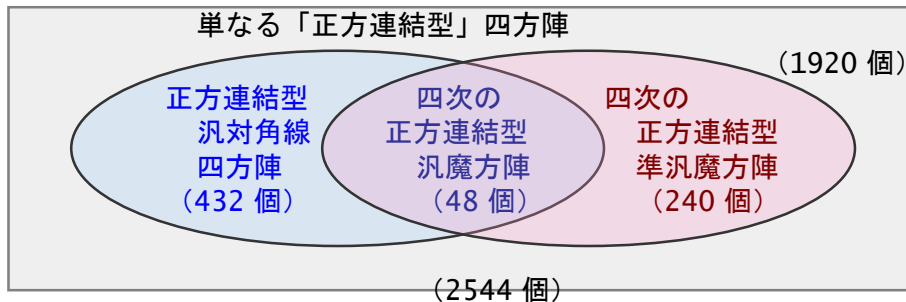 単なる「正方連結型」四方陣
（1920 個）
正方連結型
汎対角線
四方陣
（432 個）
四次の
正方連結型
汎魔方陣
（48 個）
四次の
正方連結型
準汎魔方陣
（240 個）
（2544 個）